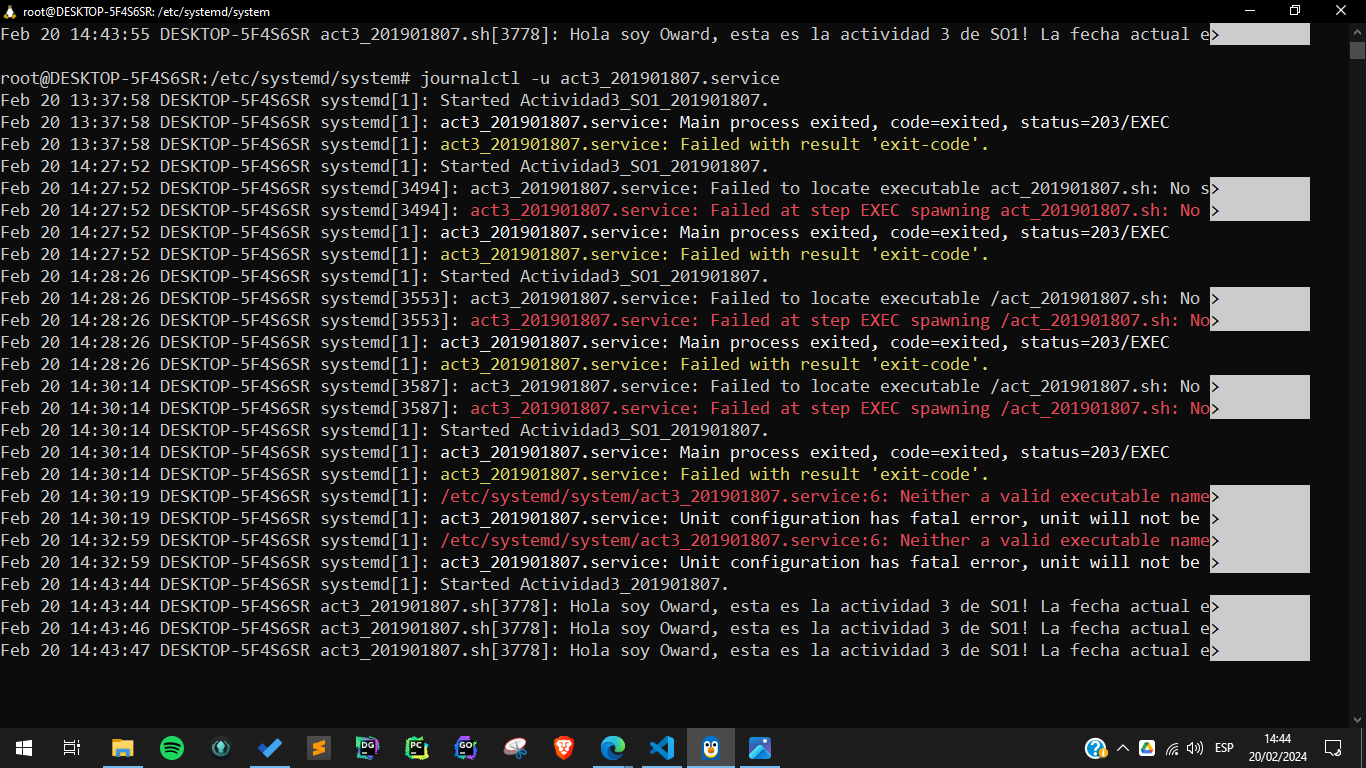 root@DESKTOP-5F4S6SR: /etc/systemd/system
Feb 20 14:43:55 DESKTOP-5F4S6SR act3_201901807.sh[3778]: Hola soy Oward, esta es la actividad 3 de SO1! La fecha actual e>
root@DESKTOP-5F4S6SR:/etc/systemd/system# journalctl -u act3_201901807.service
Feb 20 13:37:58 DESKTOP-5F4S6SR systemd[1]: Started Actividad3_SO1_201901807.
Feb 20 13:37:58 DESKTOP-5F4S6SR systemd[1]: act3_201901807.service: Main process exited, code=exited, status=203/EXEC
Feb 20 13:37:58 DESKTOP-5F4S6SR systemd[1]: act3_201901807.service: Failed with result 'exit-code'.
Feb 20 14:27:52 DESKTOP-5F4S6SR systemd[1]: Started Actividad3_SO1_201901807.
Feb 20 14:27:52 DESKTOP-5F4S6SR systemd[3494]: act3_201901807.service: Failed to locate executable act_201901807.sh: No s>
Feb 20 14:27:52 DESKTOP-5F4S6SR systemd[3494]: act3_201901807.service: Failed at step EXEC spawning act_201901807.sh: No >
Feb 20 14:27:52 DESKTOP-5F4S6SR systemd[1]: act3_201901807.service: Main process exited, code=exited, status=203/EXEC
Feb 20 14:27:52 DESKTOP-5F4S6SR systemd[1]: act3_201901807.service: Failed with result 'exit-code'.
Feb 20 14:28:26 DESKTOP-5F4S6SR systemd[1]: Started Actividad3_SO1_201901807.
Feb 20 14:28:26 DESKTOP-5F4S6SR systemd[3553]: act3_201901807.service: Failed to locate executable /act_201901807.sh: No >
Feb 20 14:28:26 DESKTOP-5F4S6SR systemd[3553]: act3_201901807.service: Failed at step EXEC spawning /act_201901807.sh: No>
Feb 20 14:28:26 DESKTOP-5F4S6SR systemd[1]: act3_201901807.service: Main process exited, code=exited, status=203/EXEC
Feb 20 14:28:26 DESKTOP-5F4S6SR systemd[1]: act3_201901807.service: Failed with result 'exit-code'.
Feb 20 14:30:14 DESKTOP-5F4S6SR systemd[3587]: act3_201901807.service: Failed to locate executable /act_201901807.sh: No >
Feb 20 14:30:14 DESKTOP-5F4S6SR systemd[3587]: act3_201901807.service: Failed at step EXEC spawning /act_201901807.sh: No>
Feb 20 14:30:14 DESKTOP-5F4S6SR systemd[1]: Started Actividad3_SO1_201901807.
Feb 20 14:30:14 DESKTOP-5F4S6SR systemd[1]: act3_201901807.service: Main process exited, code=exited, status=203/EXEC
Feb 20 14:30:14 DESKTOP-5F4S6SR systemd[1]: act3_201901807.service: Failed with result 'exit-code'.
Feb 20 14:30:19 DESKTOP-5F4S6SR systemd[1]: /etc/systemd/system/act3_201901807.service:6: Neither a valid executable name>
Feb 20 14:30:19 DESKTOP-5F4S6SR systemd[1]: act3_201901807.service: Unit configuration has fatal error, unit will not be >
Feb 20 14:32:59 DESKTOP-5F4S6SR systemd[1]: /etc/systemd/system/act3_201901807.service:6: Neither a valid executable name>
Feb 20 14:32:59 DESKTOP-5F4S6SR systemd[1]: act3_201901807.service: Unit configuration has fatal error, unit will not be >
Feb 20 14:43:44 DESKTOP-5F4S6SR systemd[1]: Started Actividad3_201901807.
Feb 20 14:43:44 DESKTOP-5F4S6SR act3_201901807.sh[3778]: Hola soy Oward, esta es la actividad 3 de SO1! La fecha actual e>
Feb 20 14:43:46 DESKTOP-5F4S6SR act3_201901807.sh[3778]: Hola soy Oward, esta es la actividad 3 de SO1! La fecha actual e>
Feb 20 14:43:47 DESKTOP-5F4S6SR act3_201901807.sh[3778]: Hola soy Oward, esta es la actividad 3 de SO1! La fecha actual e>
DG PC GO
ESP
14:44
20/02/2024